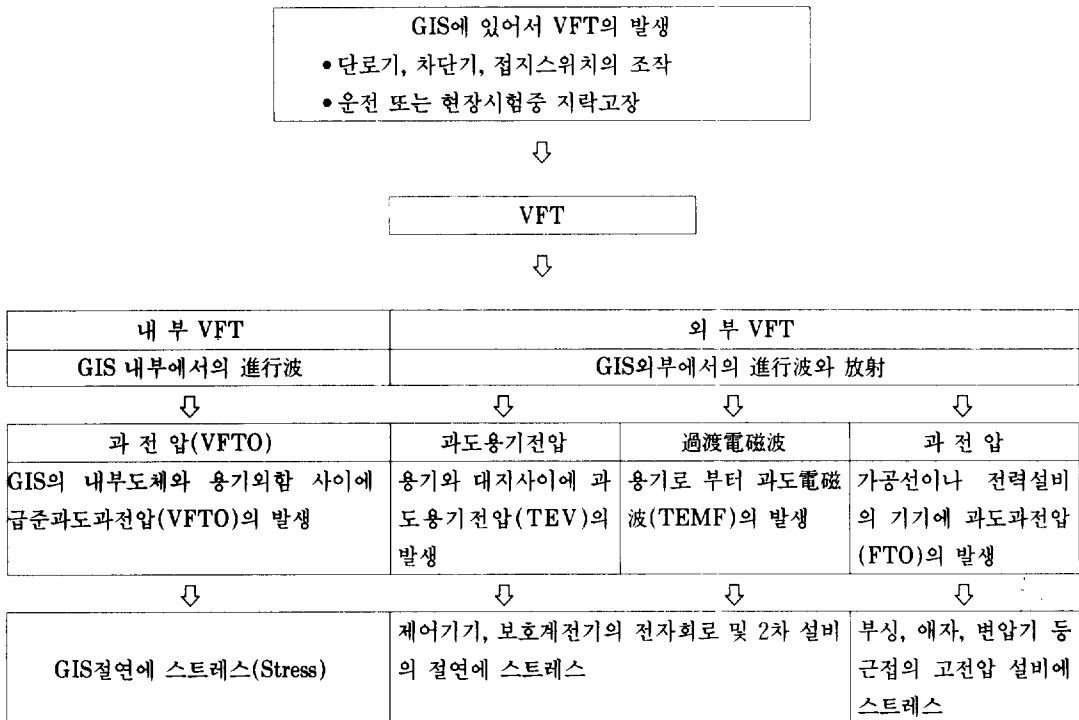 GIS에 있어서 VFT의 발생
• 단로기, 차단기, 접지스위치의 조작
• 운전 또는 현장시험중 지락고장
VFT
내 부 VFT
외 부 VFT
GIS 내부에서의 進行波
GIS외부에서의 進行波와 放射
과 전 압(VFTO)
과도용기전압
過渡電磁波
과 전 압
GIS의 내부도체와 용기외함 사이에
급준과도과전압(VFTO)의 발생
용기와 대지사이에 과
도용기전압(TEV)의
발생
용기로 부터 과도電磁
波(TEMF)의 발생
가공선이나 전력설비
의 기기에 과도과전압
(FTO)의 발생
GIS절연에 스트레스(Stress)
제어기기, 보호계전기의 전자회로 및 2차 설비
의 절연에 스트레스
부싱, 애자, 변압기 등
근접의 고전압 설비에
스트레스